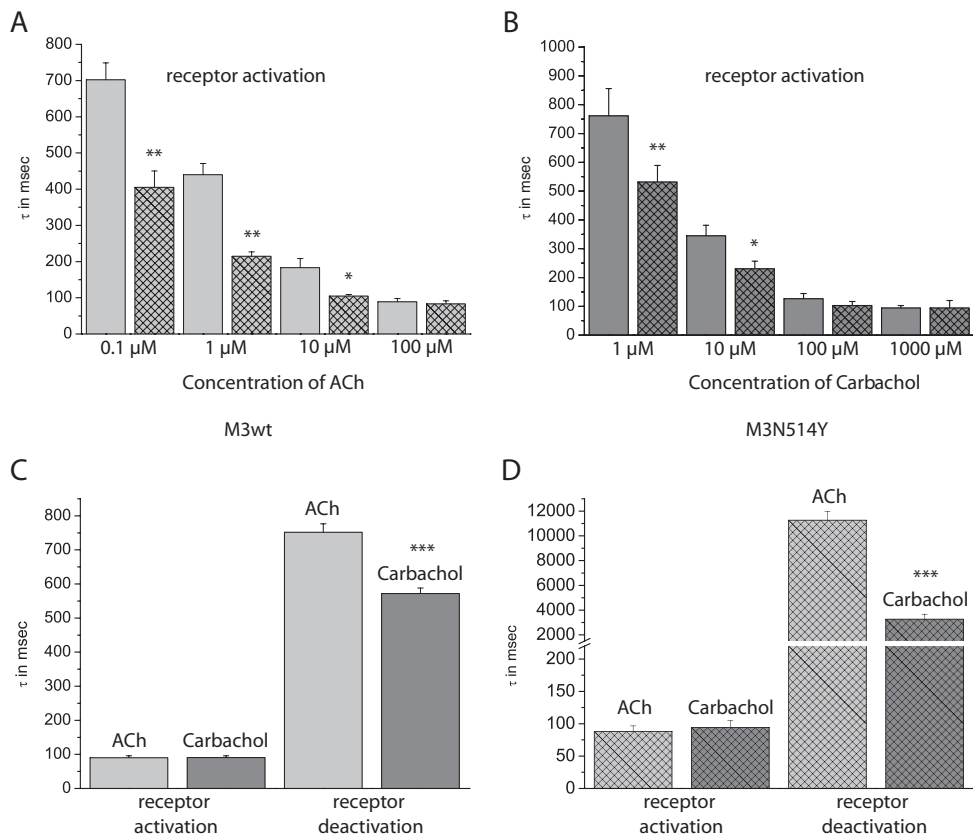 A
B
800
700
600
500
400
300
200
100
0
τ in msec
receptor activation
**
**
*
0.1 μM
1 μM
10 μM
100 μM
Concentration of ACh
1000
900
800
700
600
500
400
300
200
100
0
τ in msec
receptor activation
**
*
1 μM
10 μM
100 μM
1000 μM
Concentration of Carbachol
M3wt
M3N514Y
C
D
800
700
600
500
400
300
200
100
0
τ in msec
ACh
Carbachol
ACh
***
Carbachol
receptor
activation
receptor
deactivation
12000
10000
8000
6000
4000
2000
200
150
100
50
0
τ in msec
ACh
Carbachol
ACh
***
Carbachol
receptor
activation
receptor
deactivation